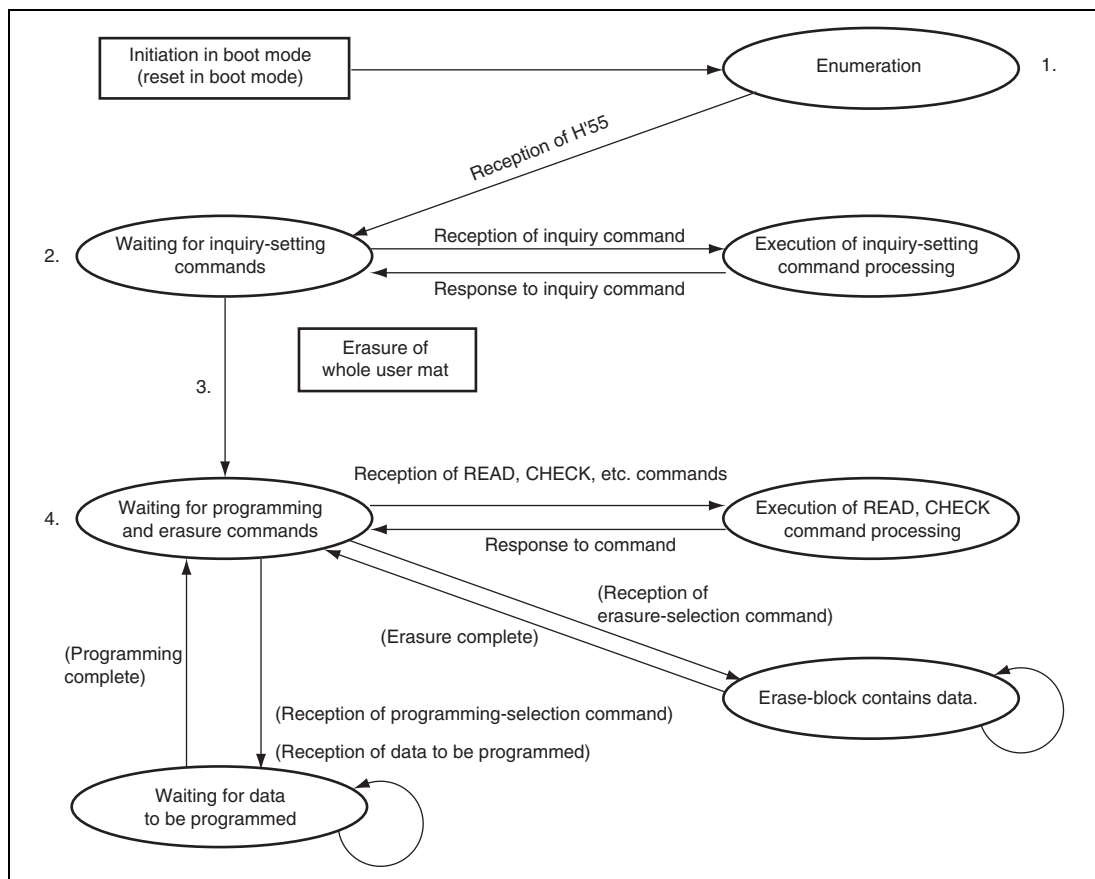 Initiation in boot mode
(reset in boot mode)
Enumeration
1.
Reception of H'55
2.
Waiting for inquiry-setting
commands
Reception of inquiry command
Response to inquiry command
Execution of inquiry-setting
command processing
Erasure of
whole user mat
3.
4.
Waiting for programming
and erasure commands
Reception of READ, CHECK, etc. commands
Response to command
Execution of READ, CHECK
command processing
(Reception of
erasure-selection command)
(Erasure complete)
(Programming
complete)
Erase-block contains data.
(Reception of programming-selection command)
(Reception of data to be programmed)
Waiting for data
to be programmed